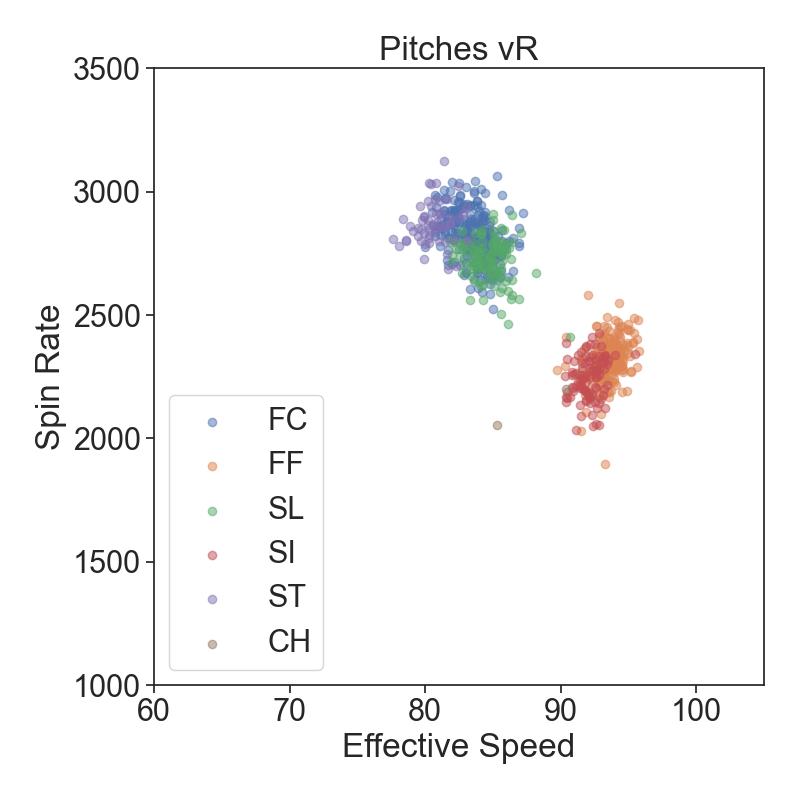 Pitches vR
3500
3000
2500
2000
1500
1000
Spin Rate
FC
FF
SL
SI
ST
CH
60 70 80 90 100
Effective Speed